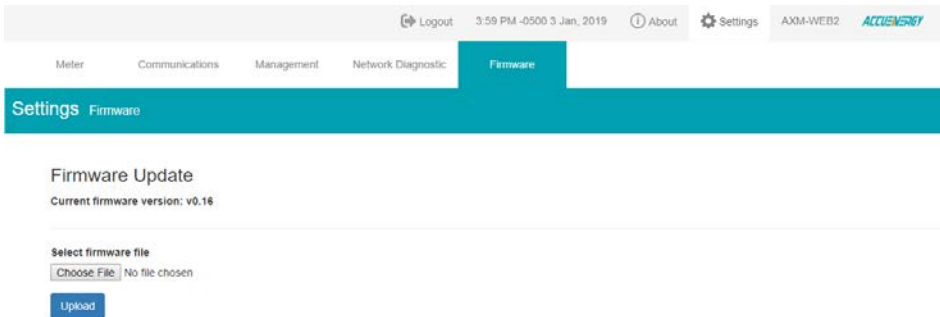 Logout 3:59 PM -0500 3 Jan, 2019 About Settings AXM-WEB2 ACCUENERGY
Meter Communications Management Network Diagnostic Firmware
Settings Firmware
Firmware Update
Current firmware version: v0.16
Select firmware file
Choose File No file chosen
Upload